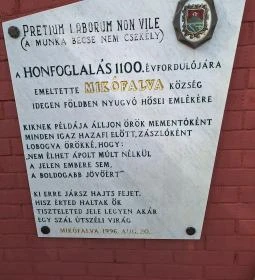 PRETIUM LABORUM NON VILE
(A MUNKA BÉCSE NEM CSEKÉLY)
A HONFOGLALÁS 1100. ÉVFORDULÓJÁRA
EMELTETTE MIKÓFALVA KÖZSÉG
IDEGEN FÖLDBEN NYUGVÓ HŐSEI EMLÉKÉRE
KIKNEK PÉLDÁJA ÁLLJON ÖRÖK MEMENTÓKÉNT
MINDEN IGAZ HAZAFI ELŐTT, ZÁSZLÓKÉNT
LOBOGVA ÖRÖKKÉ, HOGY:
„NEM ÉLHET ÁPOLT MÚLT NÉLKÜL
A JELEN EMBERE SEM,
A BOLDOGABB JÖVŐÉRT"
KI ERRE JÁRSZ HAJTS FEJET,
HISZ ÉRTED HALTAK ŐK
TISZTELETED JELE LEGYEN AKÁR
EGY SZÁL ÚTSZÉLI VIRÁG
MIKÓFALVA 1996. AUG. 20.